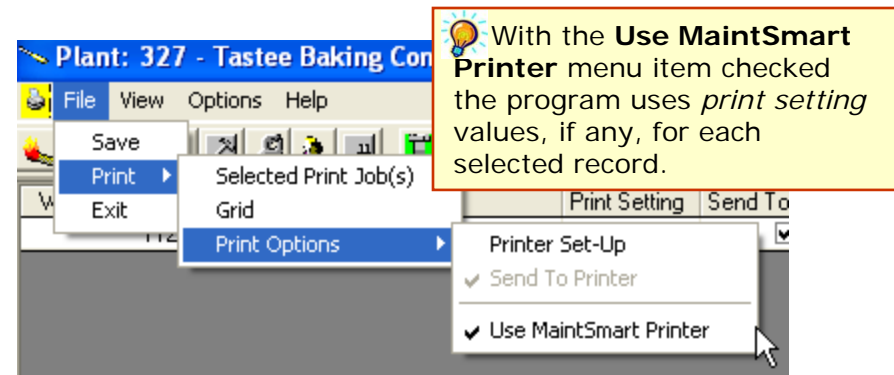 With the Use MaintSmart
Printer menu item checked
the program uses print setting
values, if any, for each
selected record.
Plant: 327 - Tastee Baking Con
File View Options Help
Save
Print
Exit
Selected Print Job(s)
Grid
Print Options
Print Setting Send To
Printer Set-Up
Send To Printer
Use MaintSmart Printer